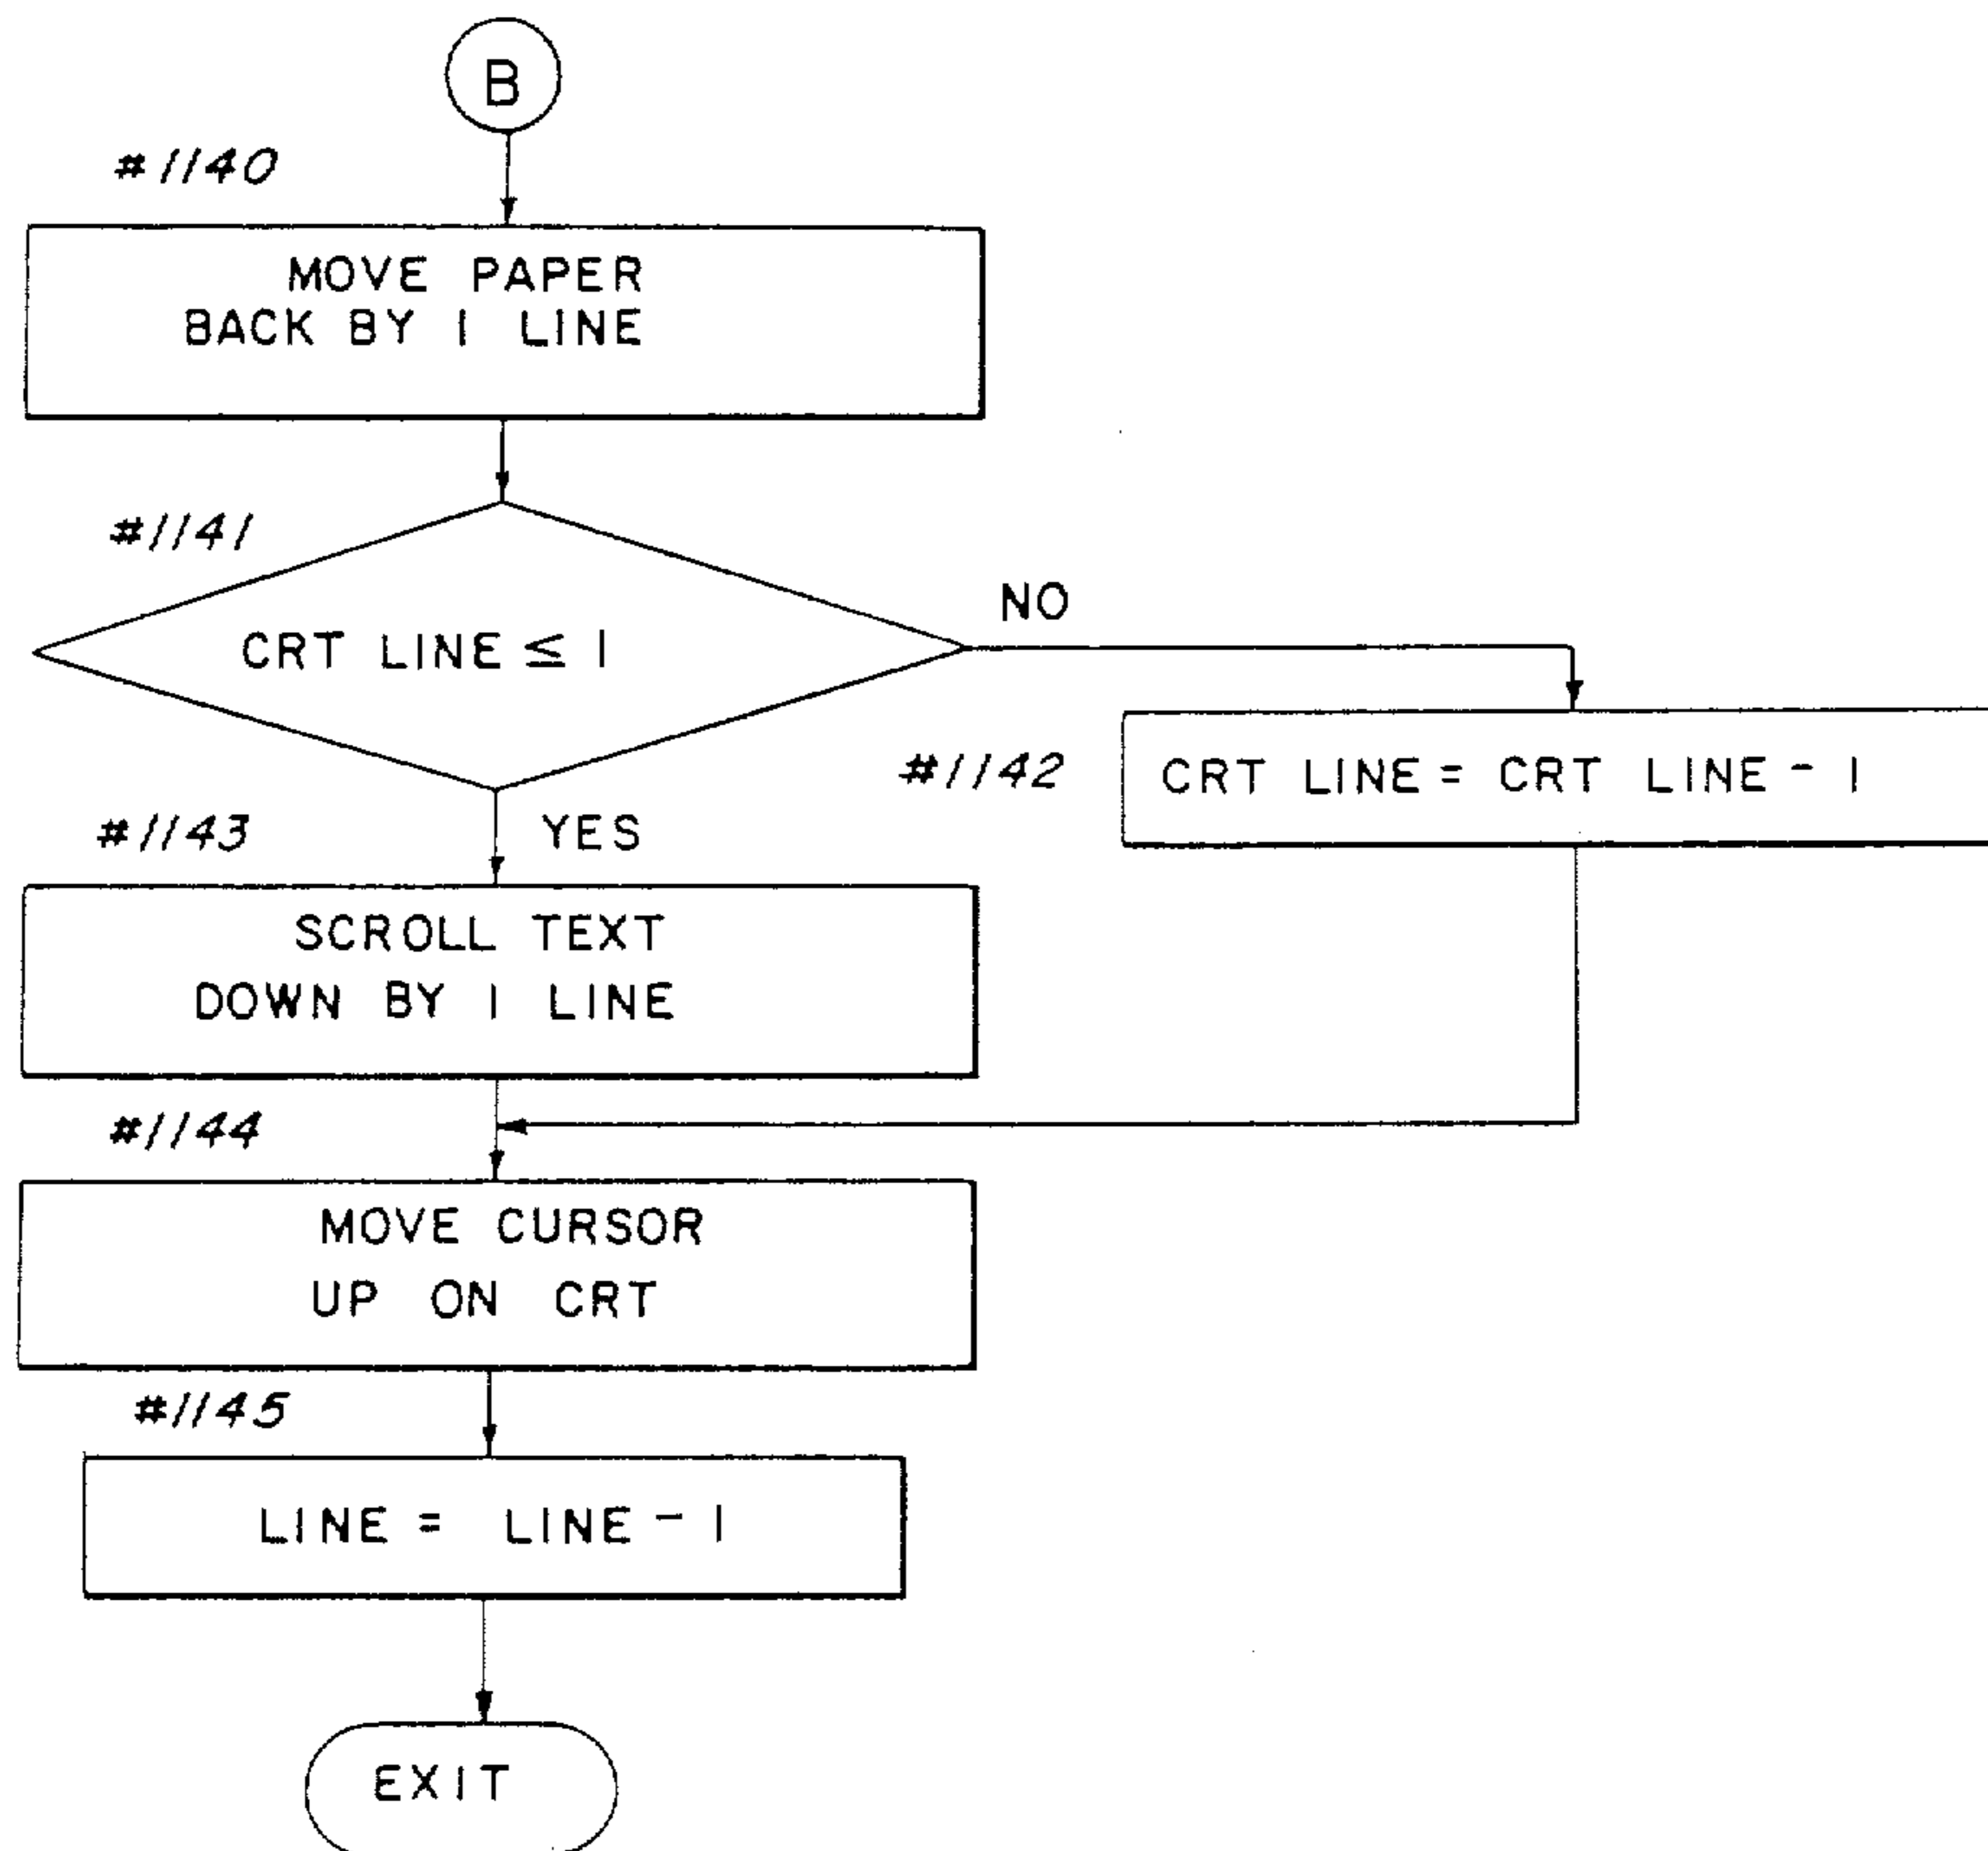 B
#1140
MOVE PAPER
BACK BY 1 LINE
#1141
CRT LINE ≤ 1
NO
#1142
CRT LINE = CRT LINE - 1
#1143
YES
SCROLL TEXT
DOWN BY 1 LINE
#1144
MOVE CURSOR
UP ON CRT
#1145
LINE = LINE - 1
EXIT